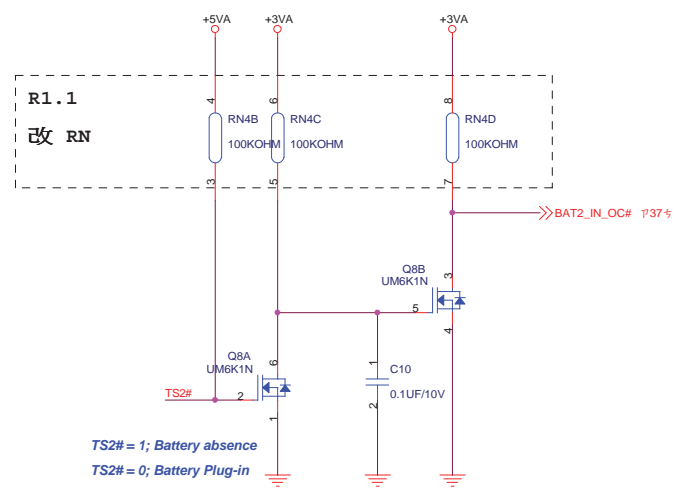 +5VA +3VA +3VA
R1.1
改 RN
4 6 8
RN4B RN4C RN4D
100KOHM 100KOHM 100KOHM
3 5 7
BAT2_IN_OC# ㄗ37ㄘ
Q8B
UM6K1N
3
5
4
Q8A
UM6K1N
6
1
C10
TS2#
2
0.1UF/10V
1
2
TS2# = 1; Battery absence
TS2# = 0; Battery Plug-in